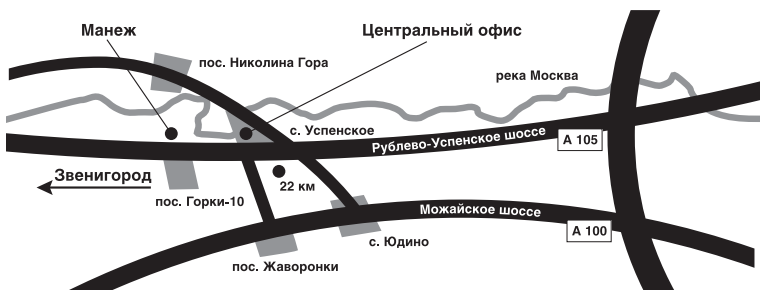 Манеж
Центральный офис
пос. Николина Гора
река Москва
с. Успенское
Рублево-Успенское шоссе
А 105
Звенигород
22 км
пос. Горки-10
Можайское шоссе
А 100
с. Юдино
пос. Жаворонки